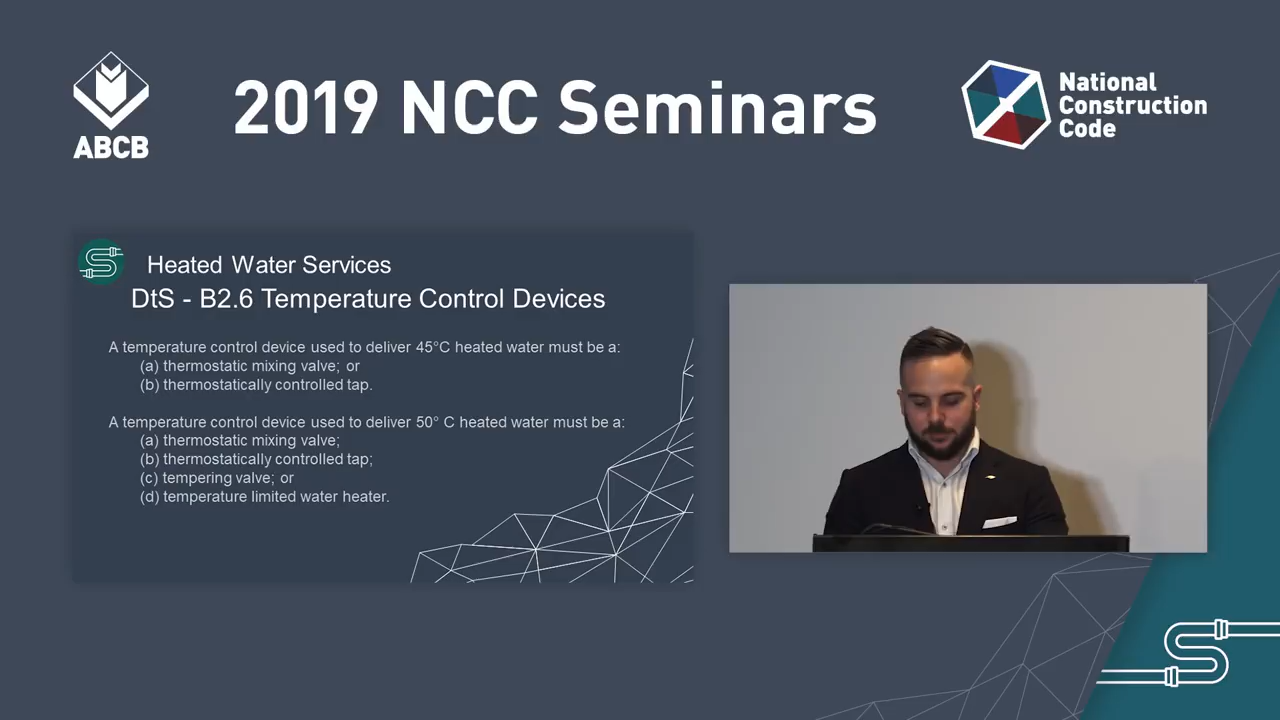 ABCB
2019 NCC Seminars
National
Construction
Code
Heated Water Services
DtS - B2.6 Temperature Control Devices
A temperature control device used to deliver 45°C heated water must be a:
(a) thermostatic mixing valve; or
(b) thermostatically controlled tap.
A temperature control device used to deliver 50° C heated water must be a:
(a) thermostatic mixing valve;
(b) thermostatically controlled tap;
(c) tempering valve; or
(d) temperature limited water heater.